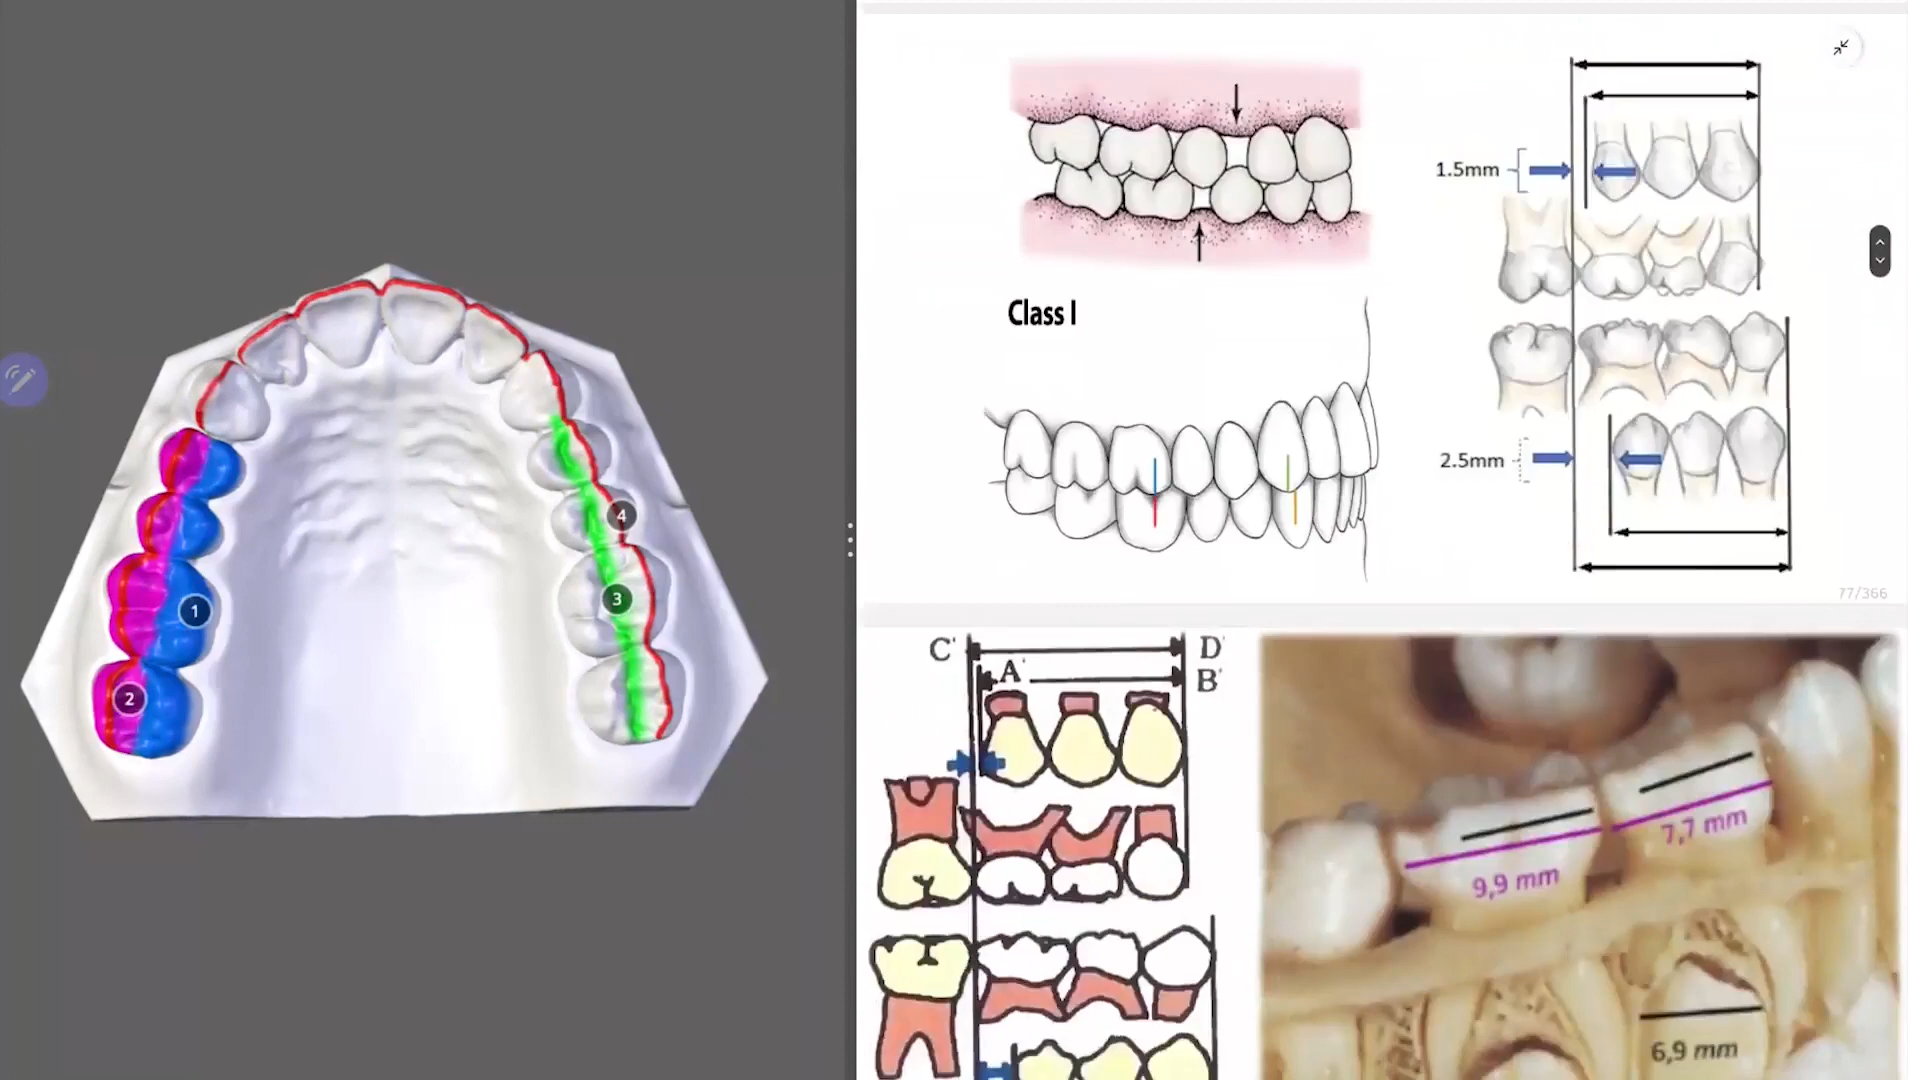 1
2
3
4
1.5mm
Class I
2.5mm
77/366
C' D'
A' B'
7,7 mm
9,9 mm
6,9 mm